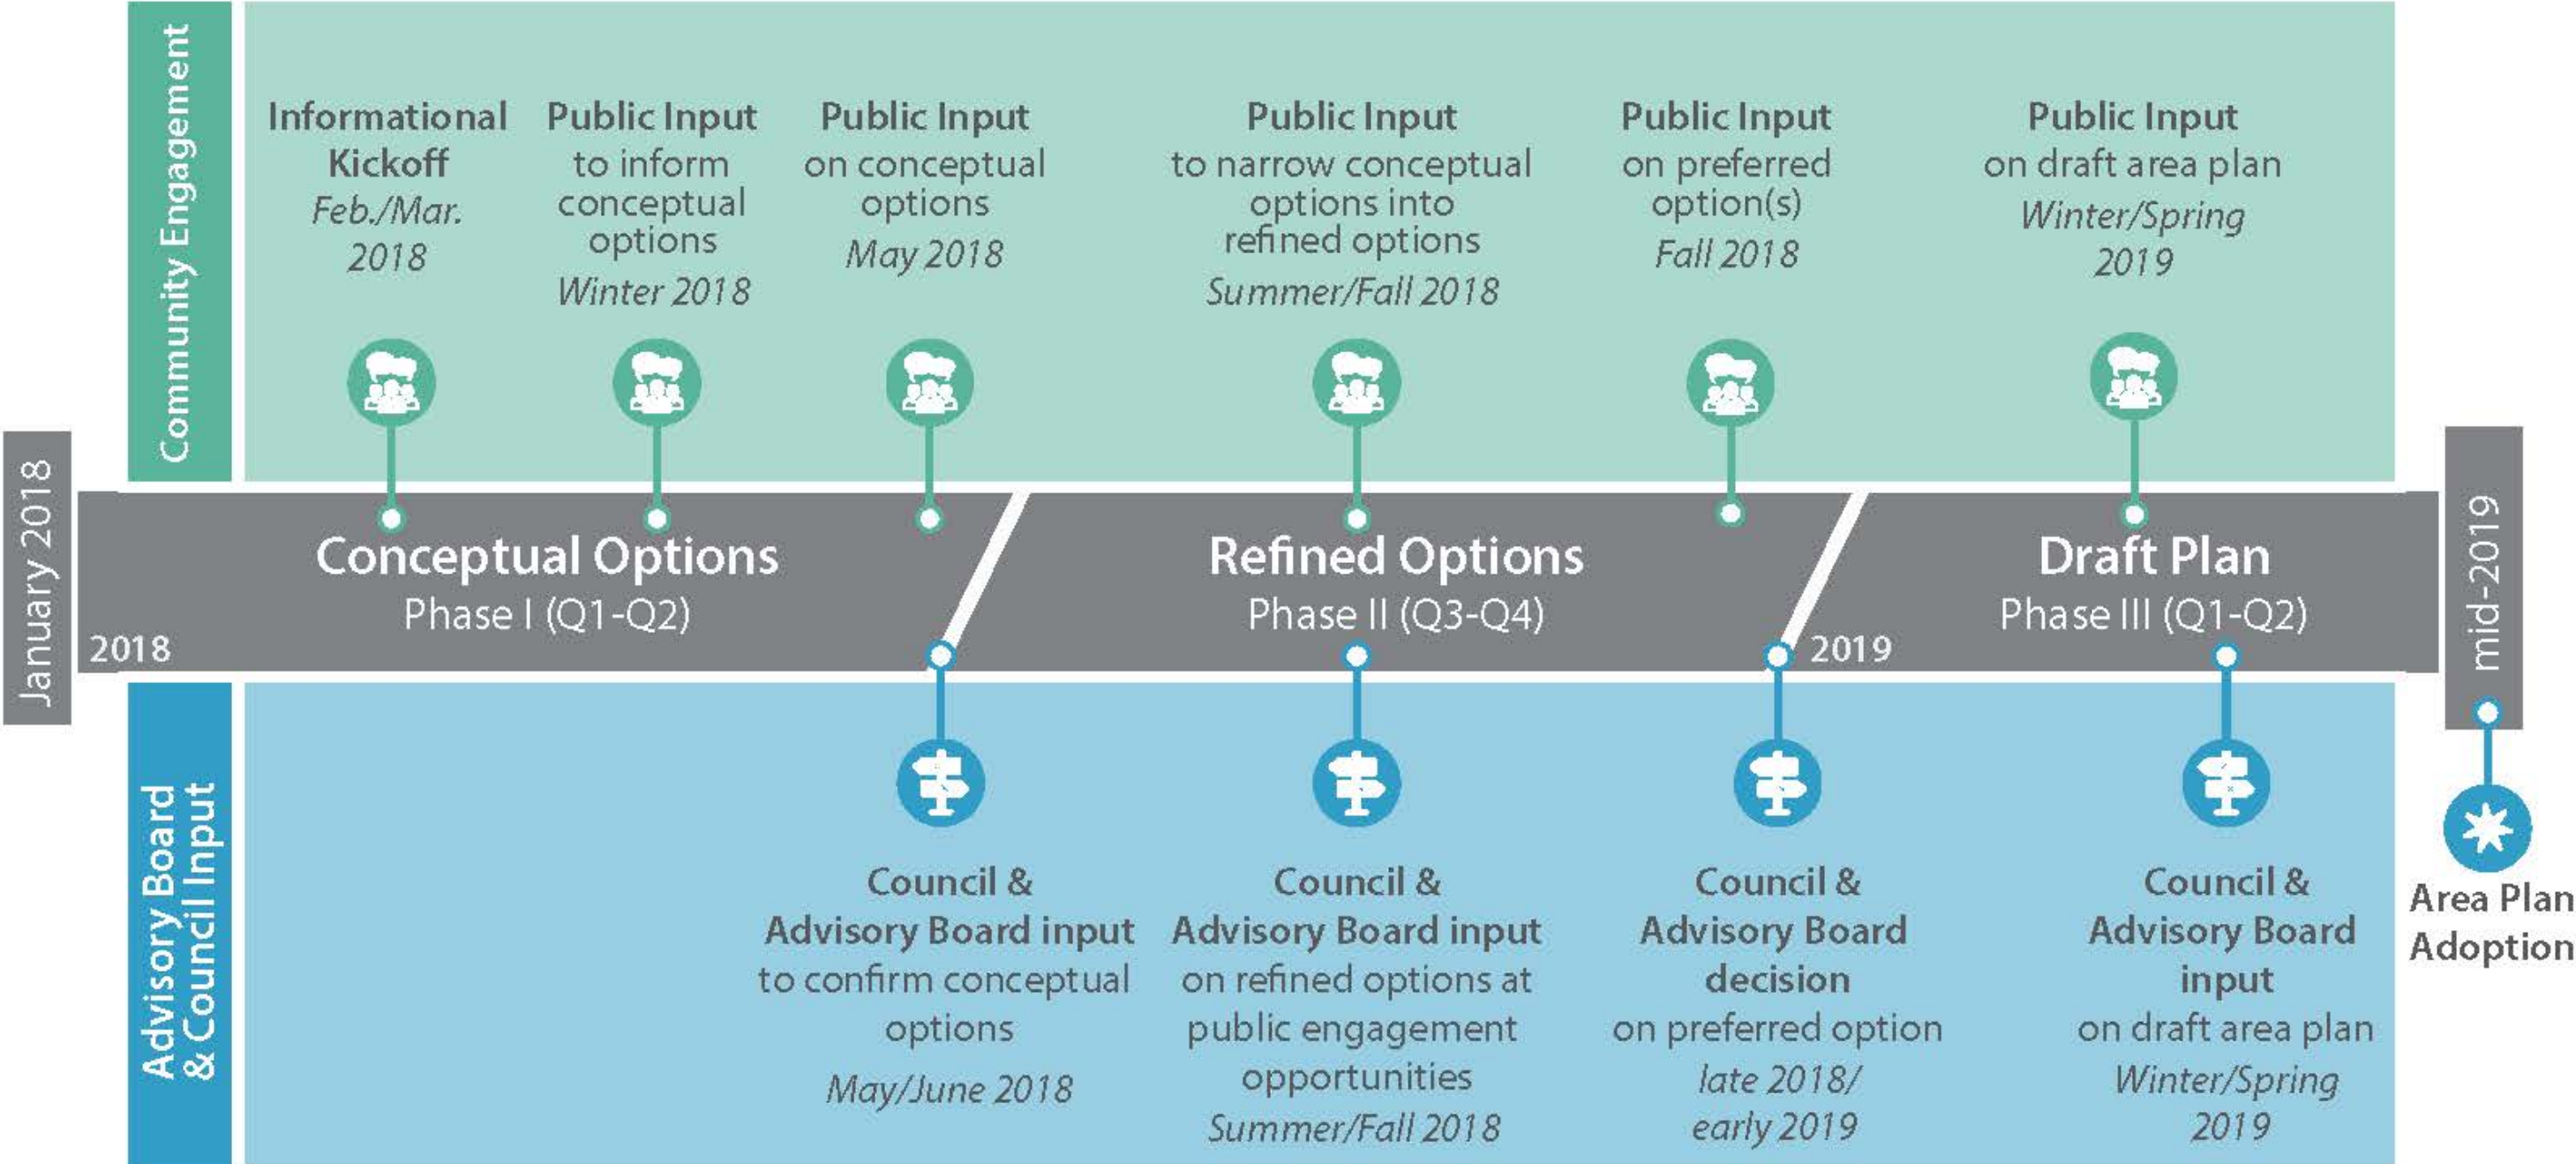 Community Engagement
Informational
Kickoff
Feb./Mar.
2018
Public Input
to inform
conceptual
options
Winter 2018
Public Input
on conceptual
options
May 2018
Public Input
to narrow conceptual
options into
refined options
Summer/Fall 2018
Public Input
on preferred
option(s)
Fall 2018
Public Input
on draft area plan
Winter/Spring
2019
January 2018
2018
Conceptual Options
Phase I (Q1-Q2)
Refined Options
Phase II (Q3-Q4)
2019
Draft Plan
Phase III (Q1-Q2)
mid-2019
Advisory Board
& Council Input
Council &
Advisory Board input
to confirm conceptual
options
May/June 2018
Council &
Advisory Board input
on refined options at
public engagement
opportunities
Summer/Fall 2018
Council &
Advisory Board
decision
on preferred option
late 2018/
early 2019
Council &
Advisory Board
input
on draft area plan
Winter/Spring
2019
Area Plan
Adoption